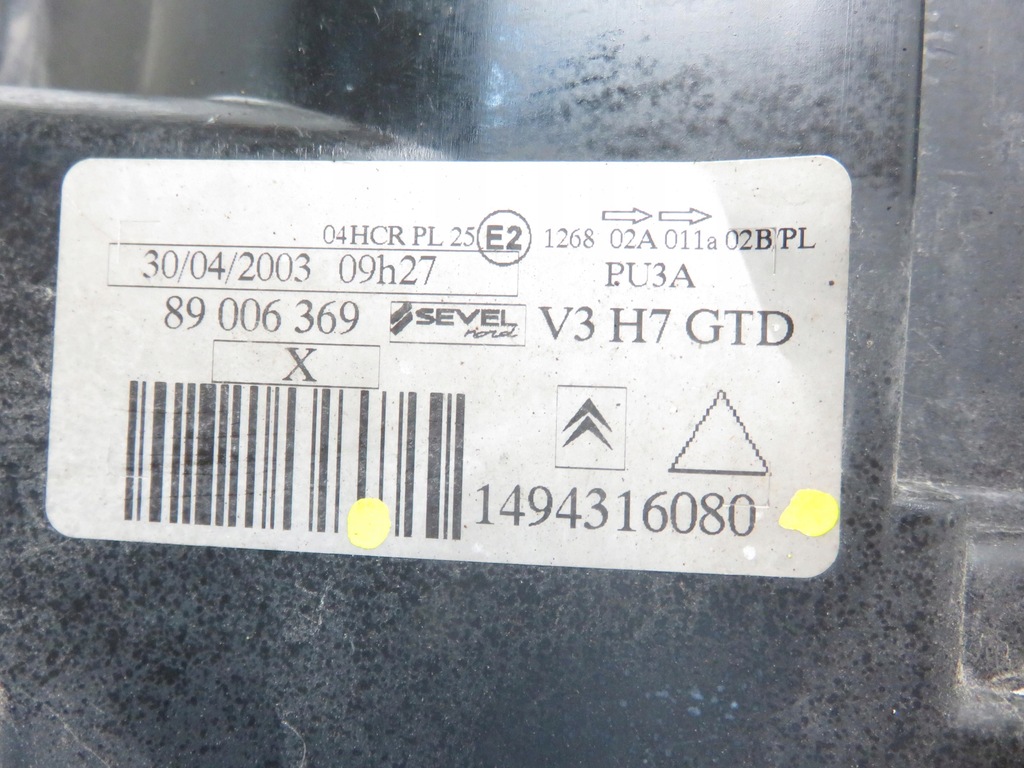 04HCR PL 25 E2 1268 02A 011a 02B/PL
30/04/2003 09h27 PU3A
89 006 369 SEVEL nord V3 H7 GTD
X
1494316080